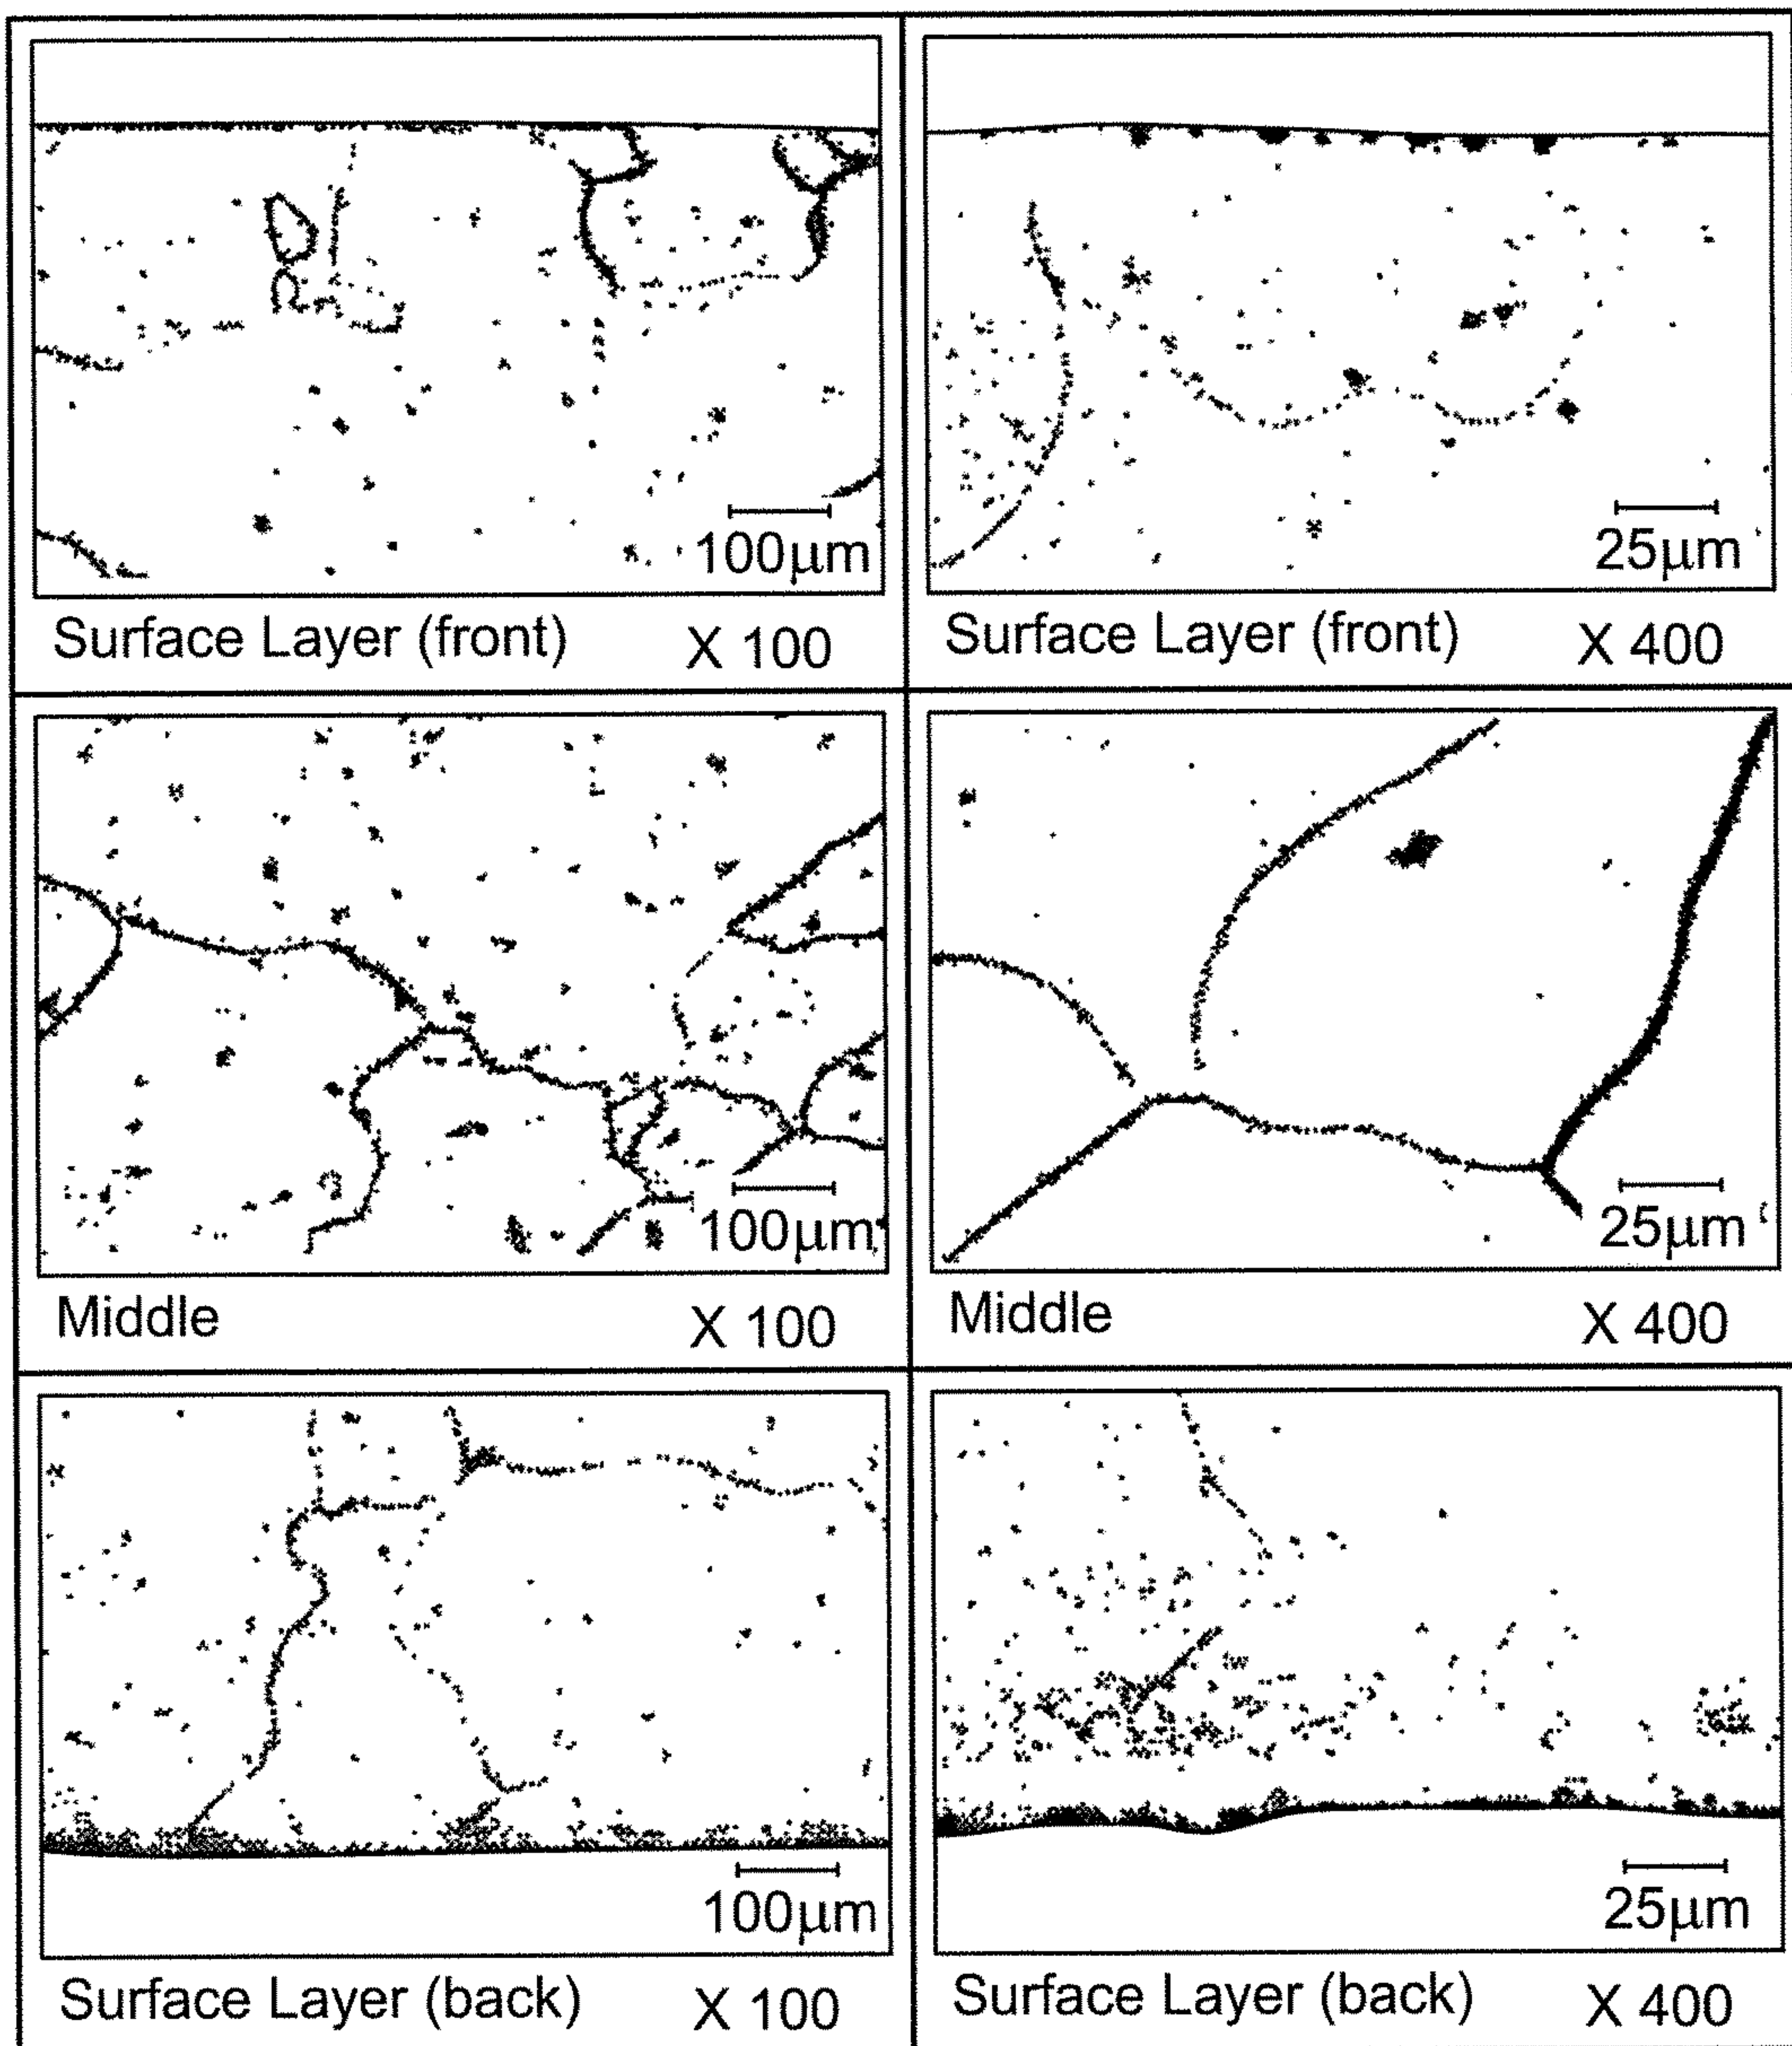 100μm
25μm
Surface Layer (front) X 100
Surface Layer (front) X 400
100μm
25μm
Middle X 100
Middle X 400
100μm
25μm
Surface Layer (back) X 100
Surface Layer (back) X 400